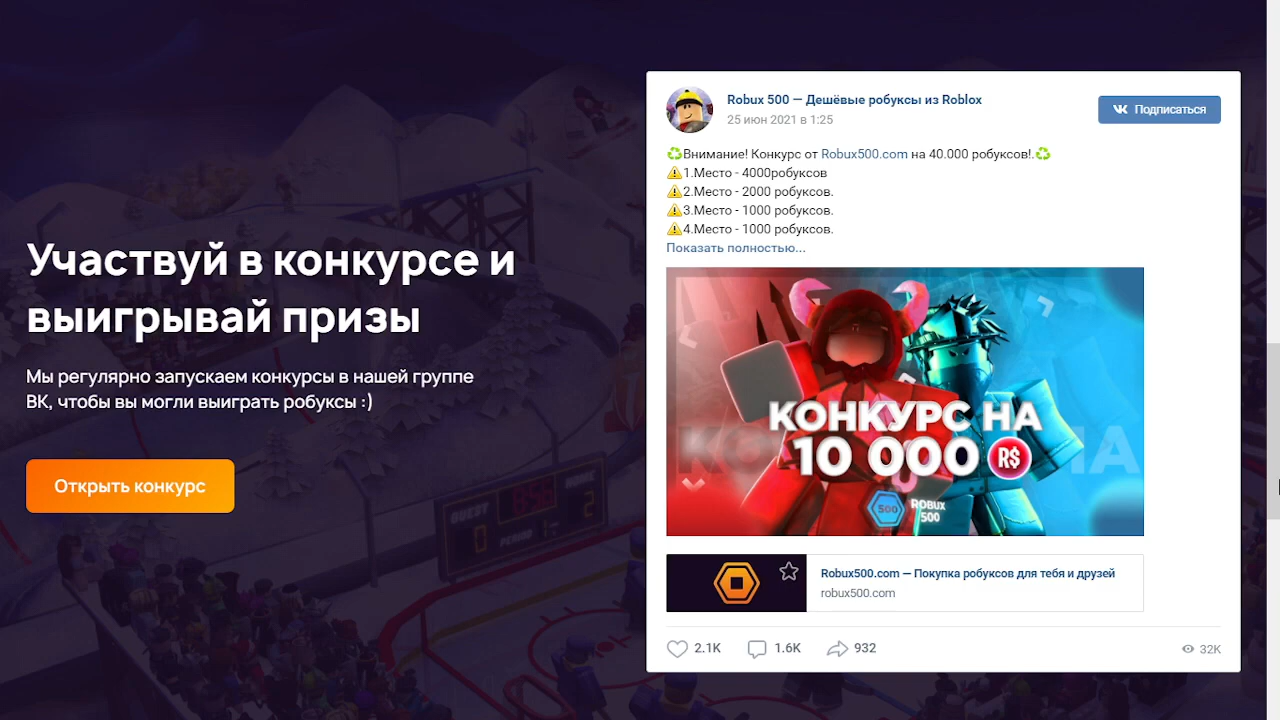 Участвуй в конкурсе и
выигрывай призы
Мы регулярно запускаем конкурсы в нашей группе
ВК, чтобы вы могли выиграть робуксы :)
Открыть конкурс
Robux 500 — Дешёвые робуксы из Roblox
25 июн 2021 в 1:25
Подписаться
♻Внимание! Конкурс от Robux500.com на 40.000 робуксов!.♻
⚠1.Место - 4000робуксов
⚠2.Место - 2000 робуксов.
⚠3.Место - 1000 робуксов.
⚠4.Место - 1000 робуксов.
Показать полностью...
КОНКУРС НА
10 000 R$
500 ROBUX
500
Robux500.com — Покупка робуксов для тебя и друзей
robux500.com
2.1K 1.6K 932 32K
GUEST
PERIOD